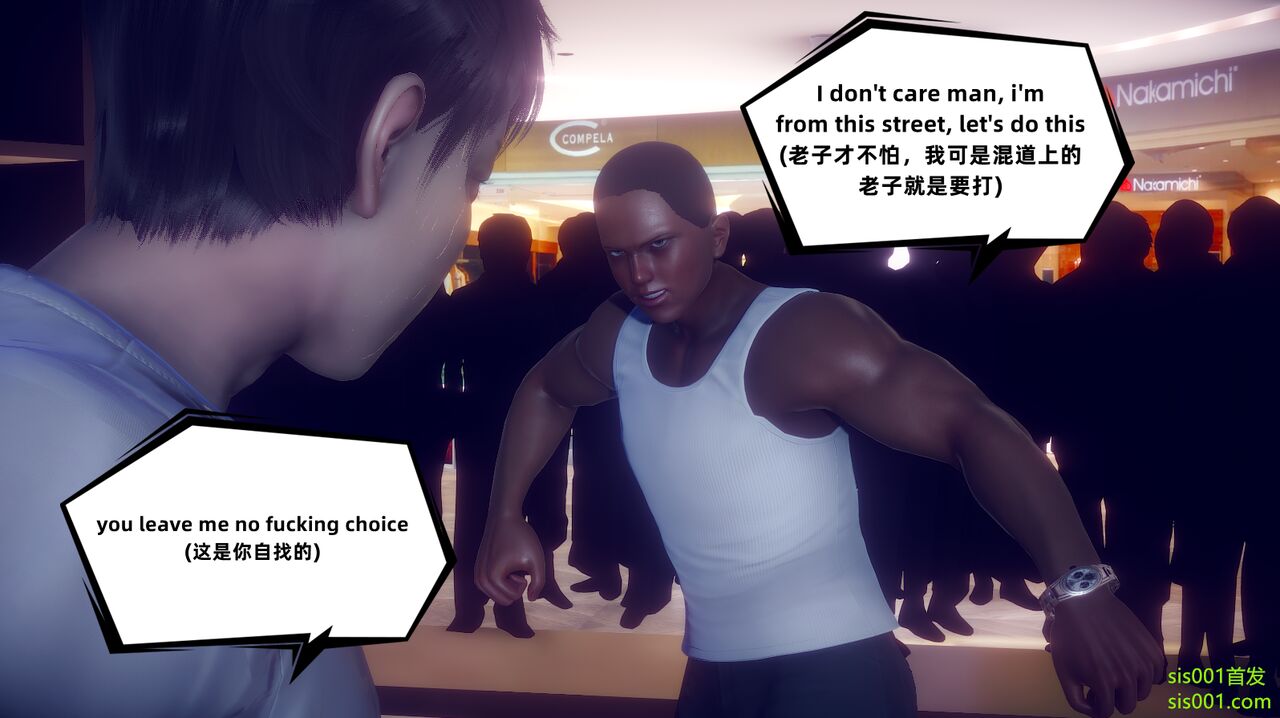 I don't care man, i'm
from this street, let's do this
(老子才不怕，我可是混道上的
老子就是要打)
you leave me no fucking choice
(这是你自找的)
COMPELA
Nakamichi
Nakamichi
sis001首发
sis001.com